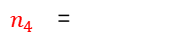 n₄ =